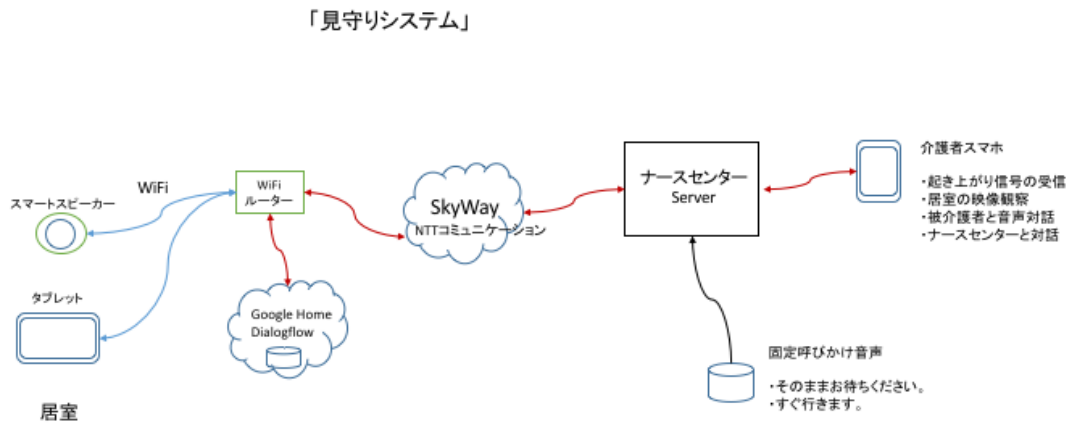 「見守りシステム」
WiFi
スマートスピーカー
タブレット
居室
WiFi
ルーター
Google Home
Dialogflow
SkyWay
NTTコミュニケーション
ナースセンター
Server
介護者スマホ
・起き上がり信号の受信
・居室の映像観察
・被介護者と音声対話
・ナースセンターと対話
固定呼びかけ音声
・そのままお待ちください。
・すぐ行きます。